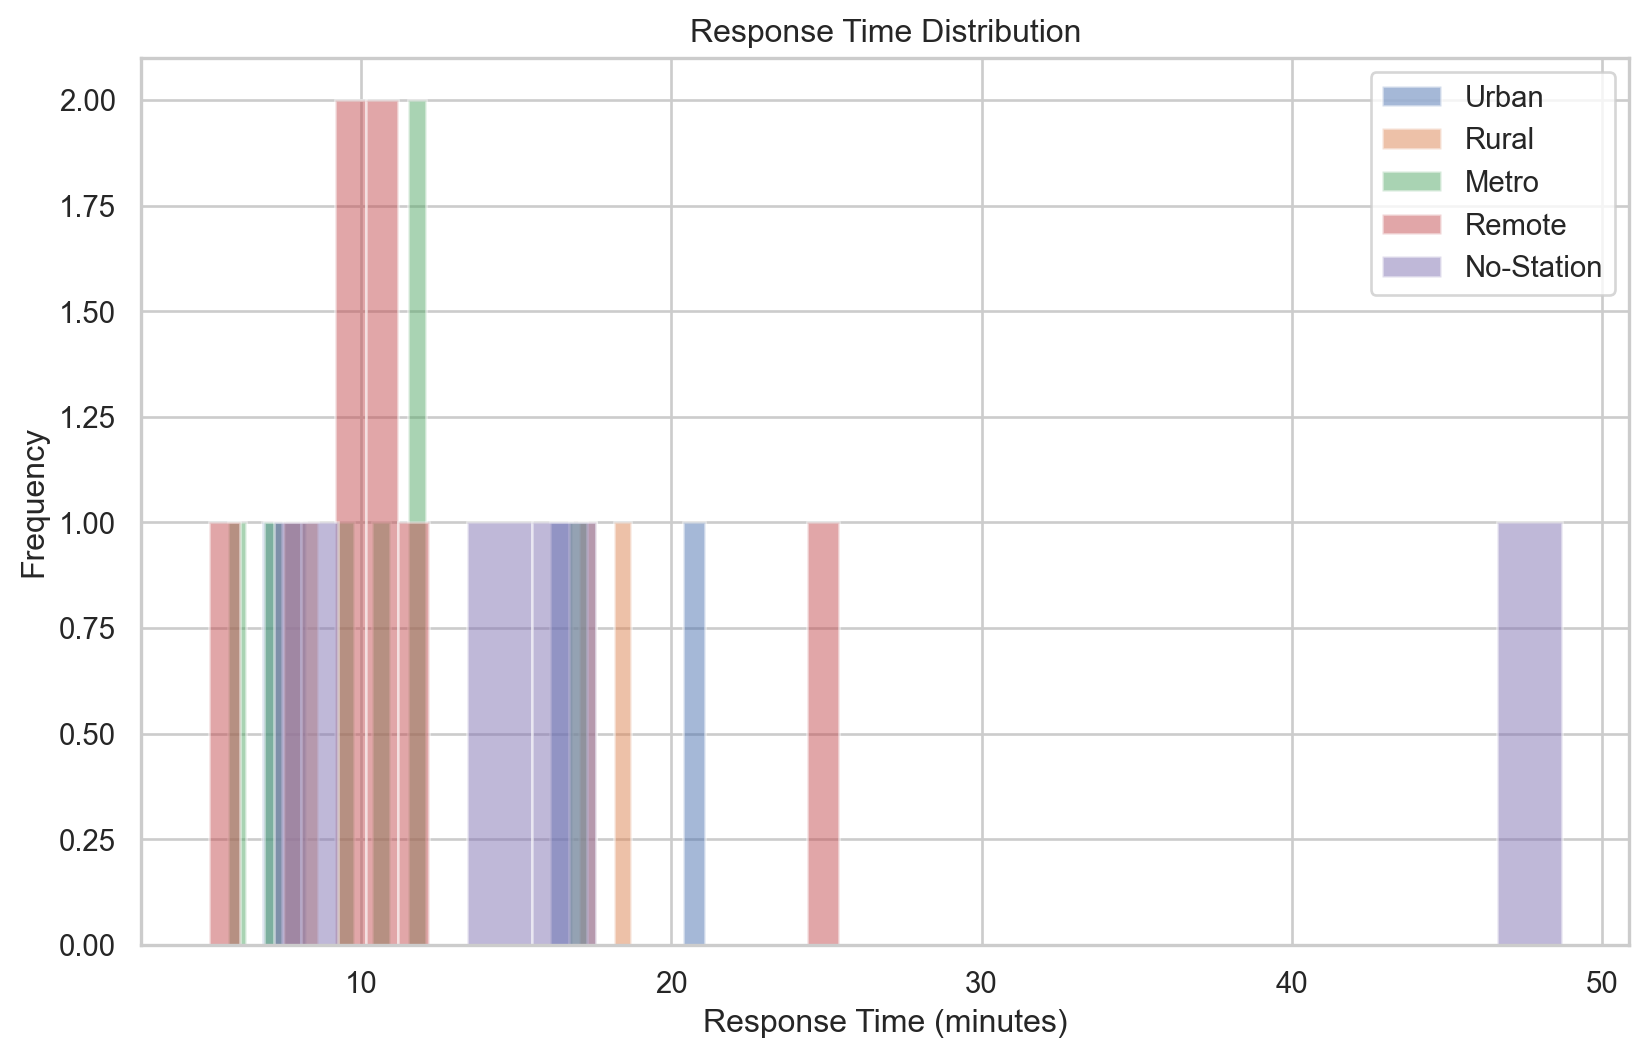 Response Time Distribution
Urban
Rural
Metro
Remote
No-Station
Frequency
2.00
1.75
1.50
1.25
1.00
0.75
0.50
0.25
0.00
10 20 30 40 50
Response Time (minutes)